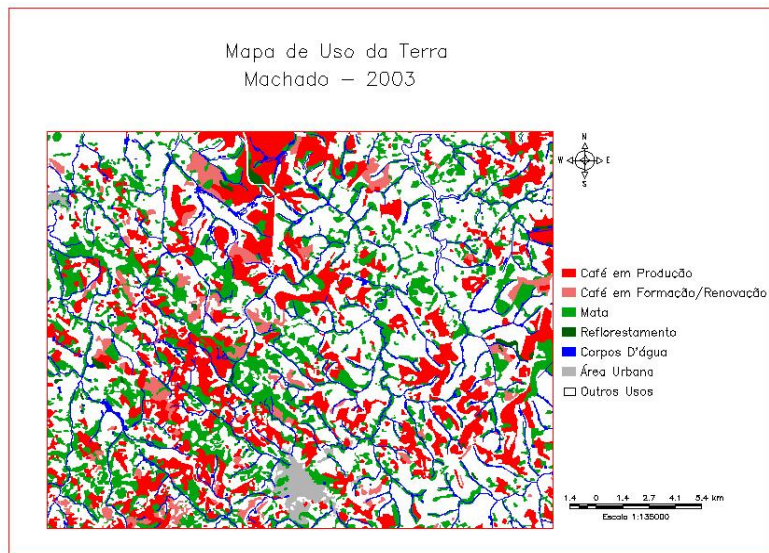 Mapa de Uso da Terra
Machado – 2003
N
W E
S
Café em Produção
Café em Formação/Renovação
Mata
Reflorestamento
Corpos D'água
Área Urbana
Outros Usos
1.4 0 1.4 2.7 4.1 5.4 km
Escala 1:135000